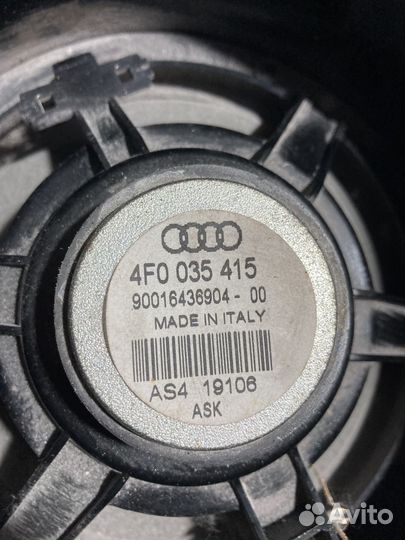 4F0 035 415
90016436904-00
MADE IN ITALY
AS4 19106
ASK
Avito